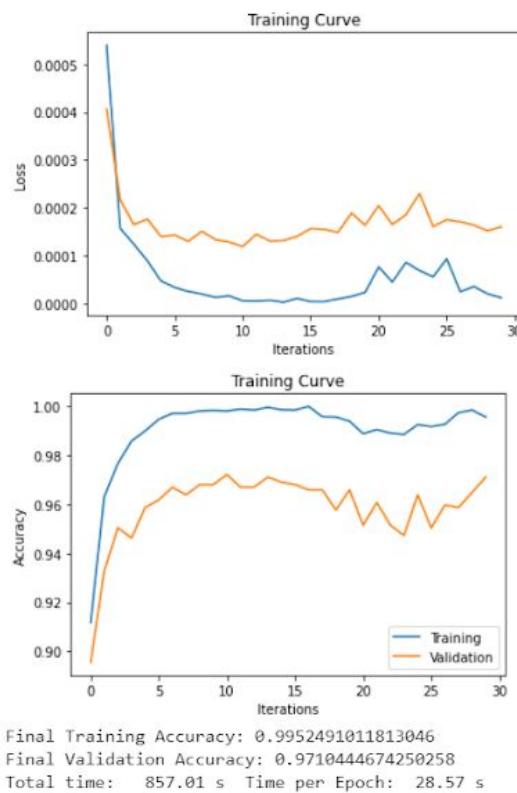 Training Curve
0.0005
0.0004
0.0003
0.0002
0.0001
0.0000
Loss
0 5 10 15 20 25 30
Iterations
Training Curve
1.00
0.98
0.96
0.94
0.92
0.90
Accuracy
Training
Validation
0 5 10 15 20 25 30
Iterations
Final Training Accuracy: 0.9952491011813046
Final Validation Accuracy: 0.9710444674250258
Total time: 857.01 s Time per Epoch: 28.57 s